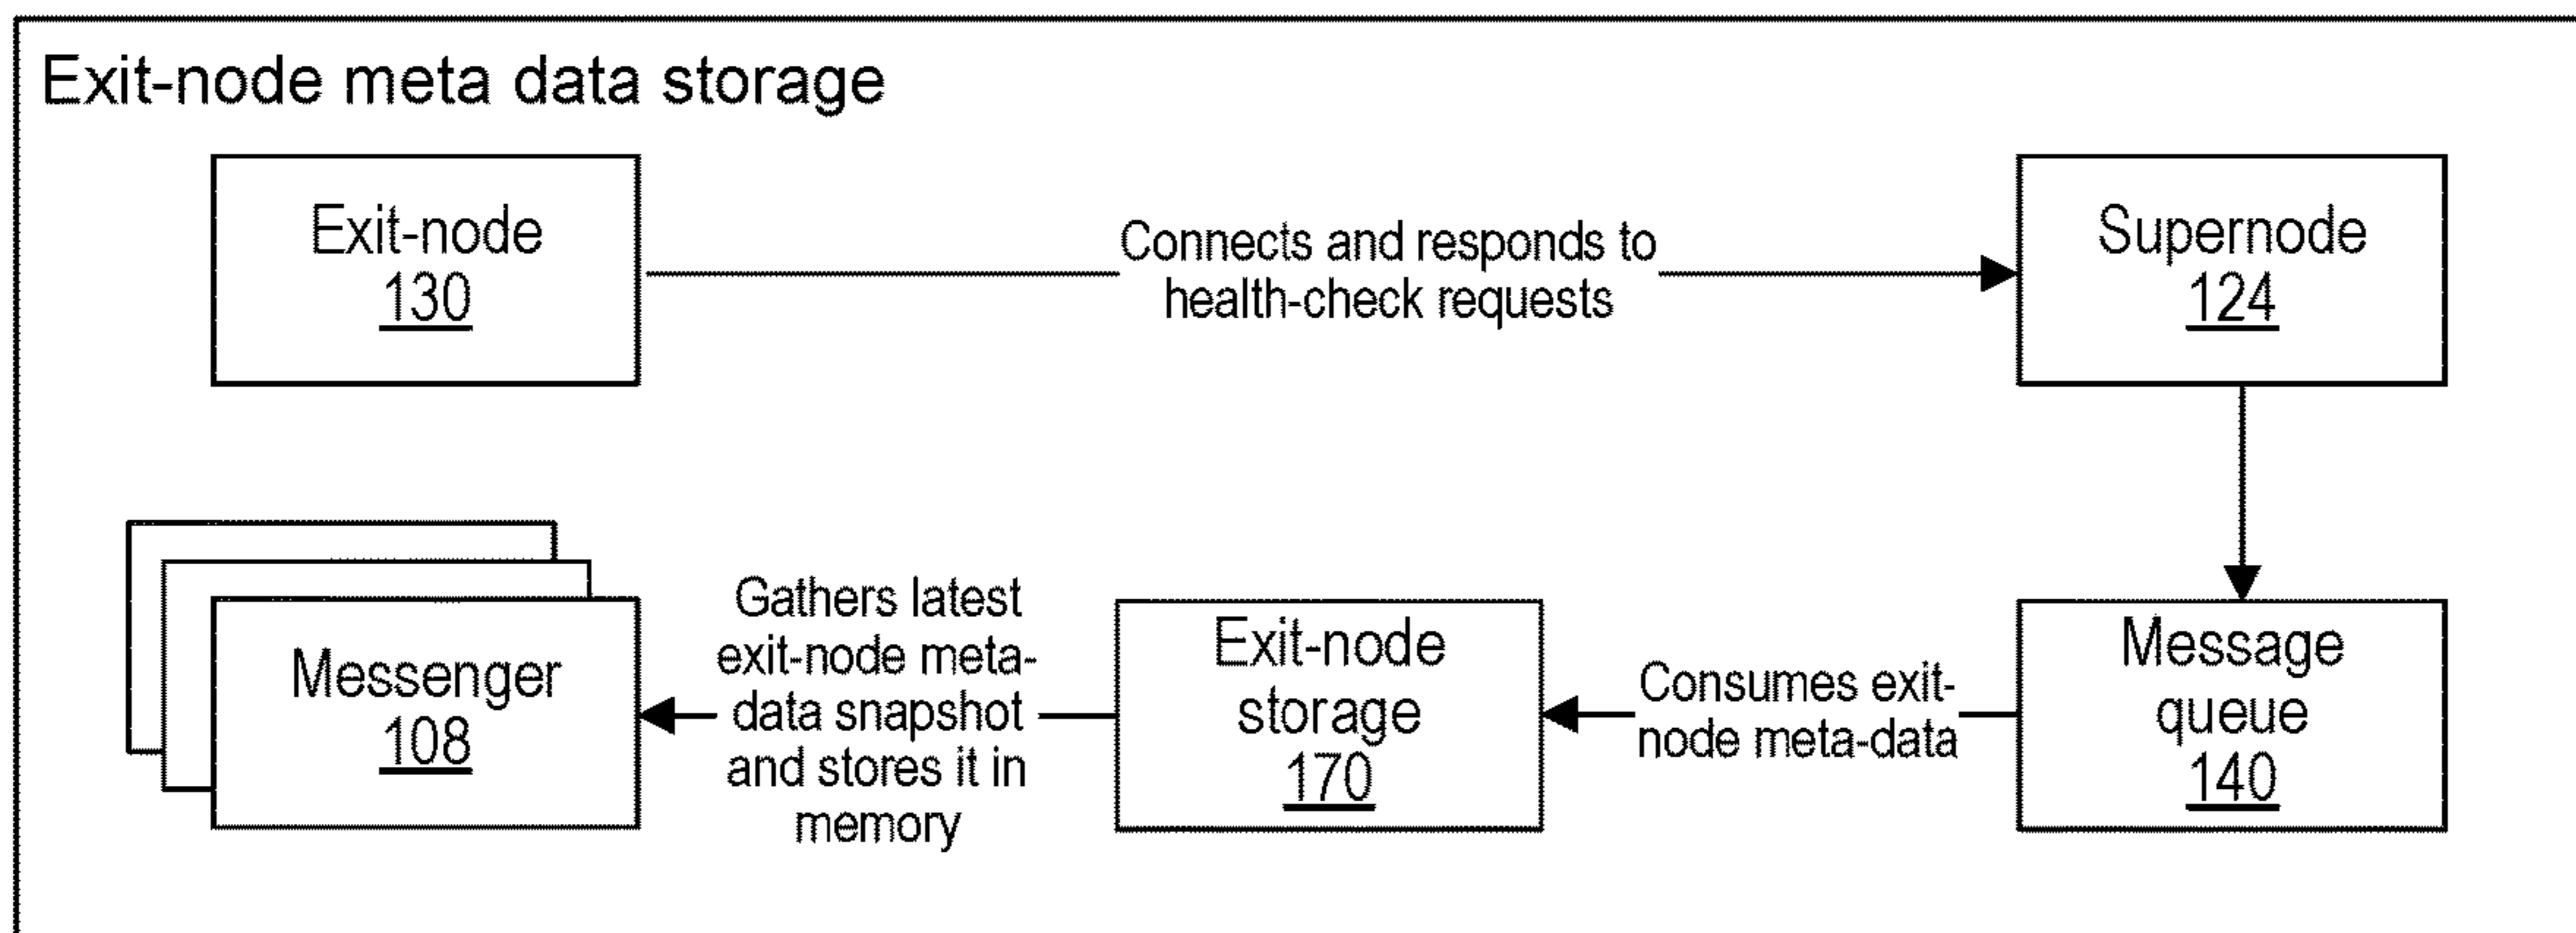 Exit-node meta data storage
Exit-node
130
Connects and responds to
health-check requests
Supernode
124
Messenger
108
Gathers latest
exit-node meta-
data snapshot
and stores it in
memory
Exit-node
storage
170
Consumes exit-
node meta-data
Message
queue
140